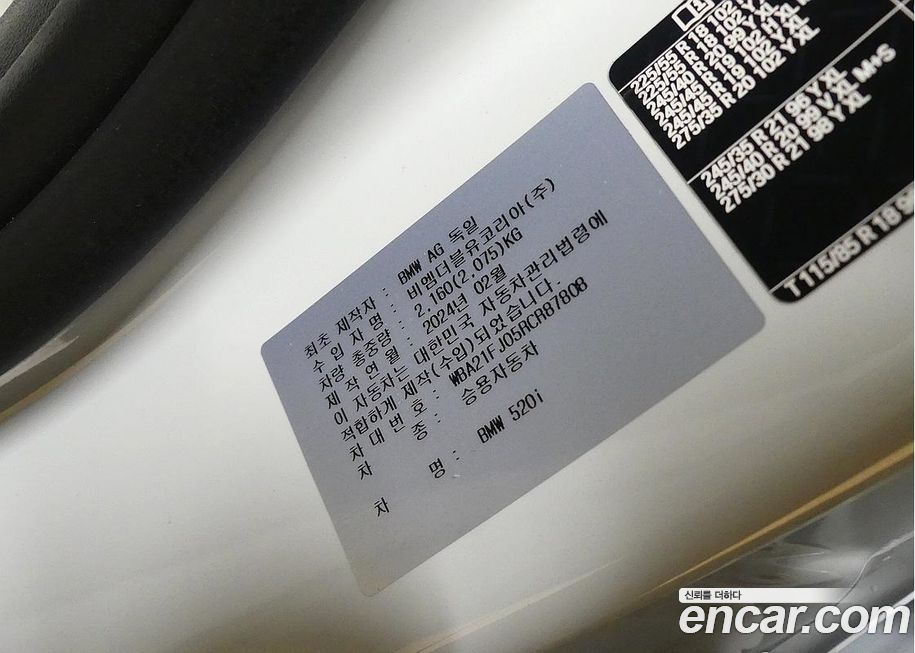 최초 제작자 : BMW AG 독일
수 입 자 명 : 비엠더블유코리아(주)
차량 총중량 : 2,160(2,075)KG
제 작 연 월 : 2024년 02월
이 자동차는 대한민국 자동차관리법령에
적합하게 제작(수입)되었습니다.
차 대 번 호 : WBA21FJ05RCR87808
차 종 : 승용자동차
차 명 : BMW 520i
225/55 R 18 102
225/55 R 18 102 Y XL
245/40 R 20 99 Y XL
245/45 R 19 102 Y XL
245/45 R 19 102 Y XL
275/35 R 20 102 Y XL
245/35 R 21 96 Y XL
245/40 R 20 99 V XL M+S
275/30 R 21 98 Y XL
T 115/85 R 18
신뢰를 더하다
encar.com